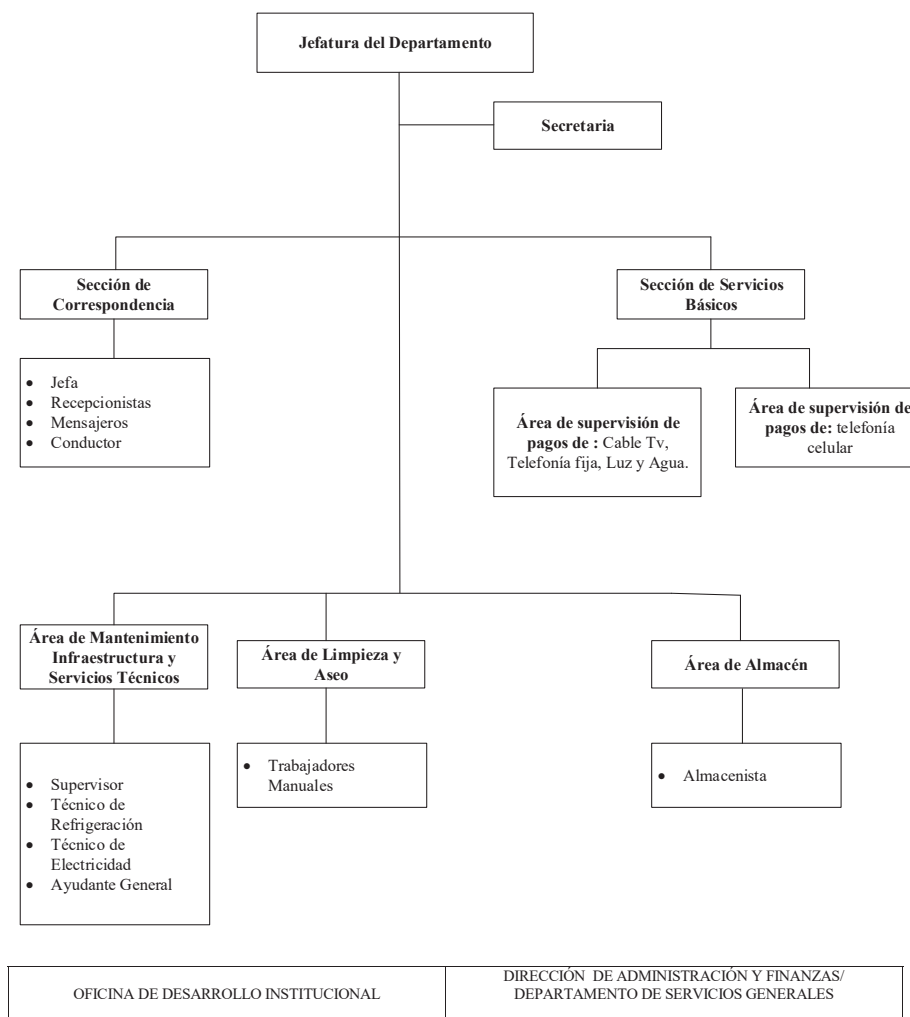 Jefatura del Departamento
Secretaria
Sección de
Correspondencia
Sección de Servicios
Básicos
• Jefa
• Recepcionistas
• Mensajeros
• Conductor
Área de supervisión de
pagos de : Cable Tv,
Telefonía fija, Luz y Agua.
Área de supervisión de
pagos de: telefonía
celular
Área de Mantenimiento
Infraestructura y
Servicios Técnicos
Área de Limpieza y
Aseo
Área de Almacén
• Supervisor
• Técnico de
Refrigeración
• Técnico de
Electricidad
• Ayudante General
• Trabajadores
Manuales
• Almacenista
OFICINA DE DESARROLLO INSTITUCIONAL
DIRECCIÓN DE ADMINISTRACIÓN Y FINANZAS/
DEPARTAMENTO DE SERVICIOS GENERALES